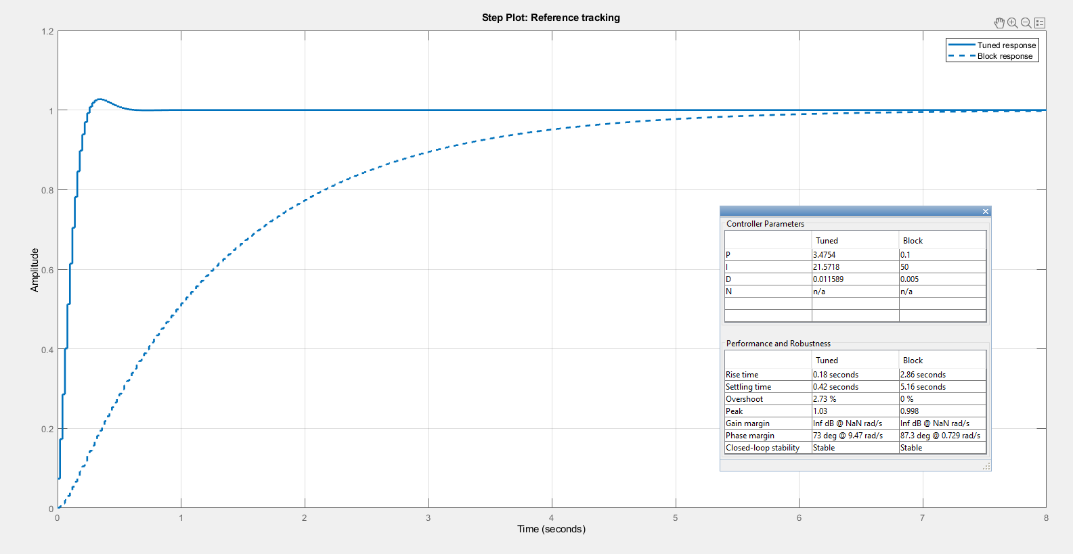 Step Plot: Reference tracking
Tuned response
Block response
1.2
1
0.8
0.6
0.4
0.2
0
Amplitude
0 1 2 3 4 5 6 7 8
Time (seconds)
Controller Parameters
Tuned Block
P 3.4754 0.1
I 21.5718 50
D 0.011589 0.005
N n/a n/a
Performance and Robustness
Tuned Block
Rise time 0.18 seconds 2.86 seconds
Settling time 0.42 seconds 5.16 seconds
Overshoot 2.73 % 0 %
Peak 1.03 0.998
Gain margin Inf dB @ NaN rad/s Inf dB @ NaN rad/s
Phase margin 73 deg @ 9.47 rad/s 87.3 deg @ 0.729 rad/s
Closed-loop stability Stable Stable